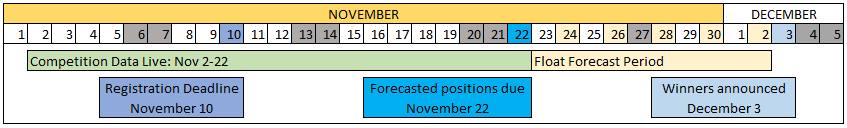 NOVEMBER DECEMBER
1 2 3 4 5 6 7 8 9 10 11 12 13 14 15 16 17 18 19 20 21 22 23 24 25 26 27 28 29 30 1 2 3 4 5
Competition Data Live: Nov 2-22 Float Forecast Period
Registration Deadline Forecasted positions due Winners announced
November 10 November 22 December 3